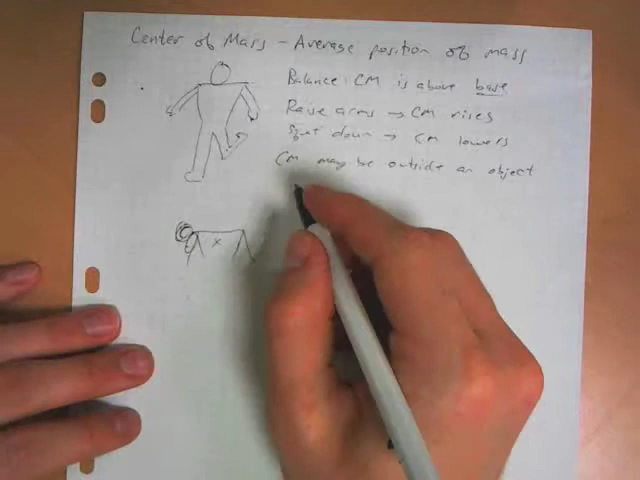 Center of Mass - Average position of mass
Balance: CM is above base
Raise arms → CM rises
Squat down → CM lowers
CM may be outside an object
x